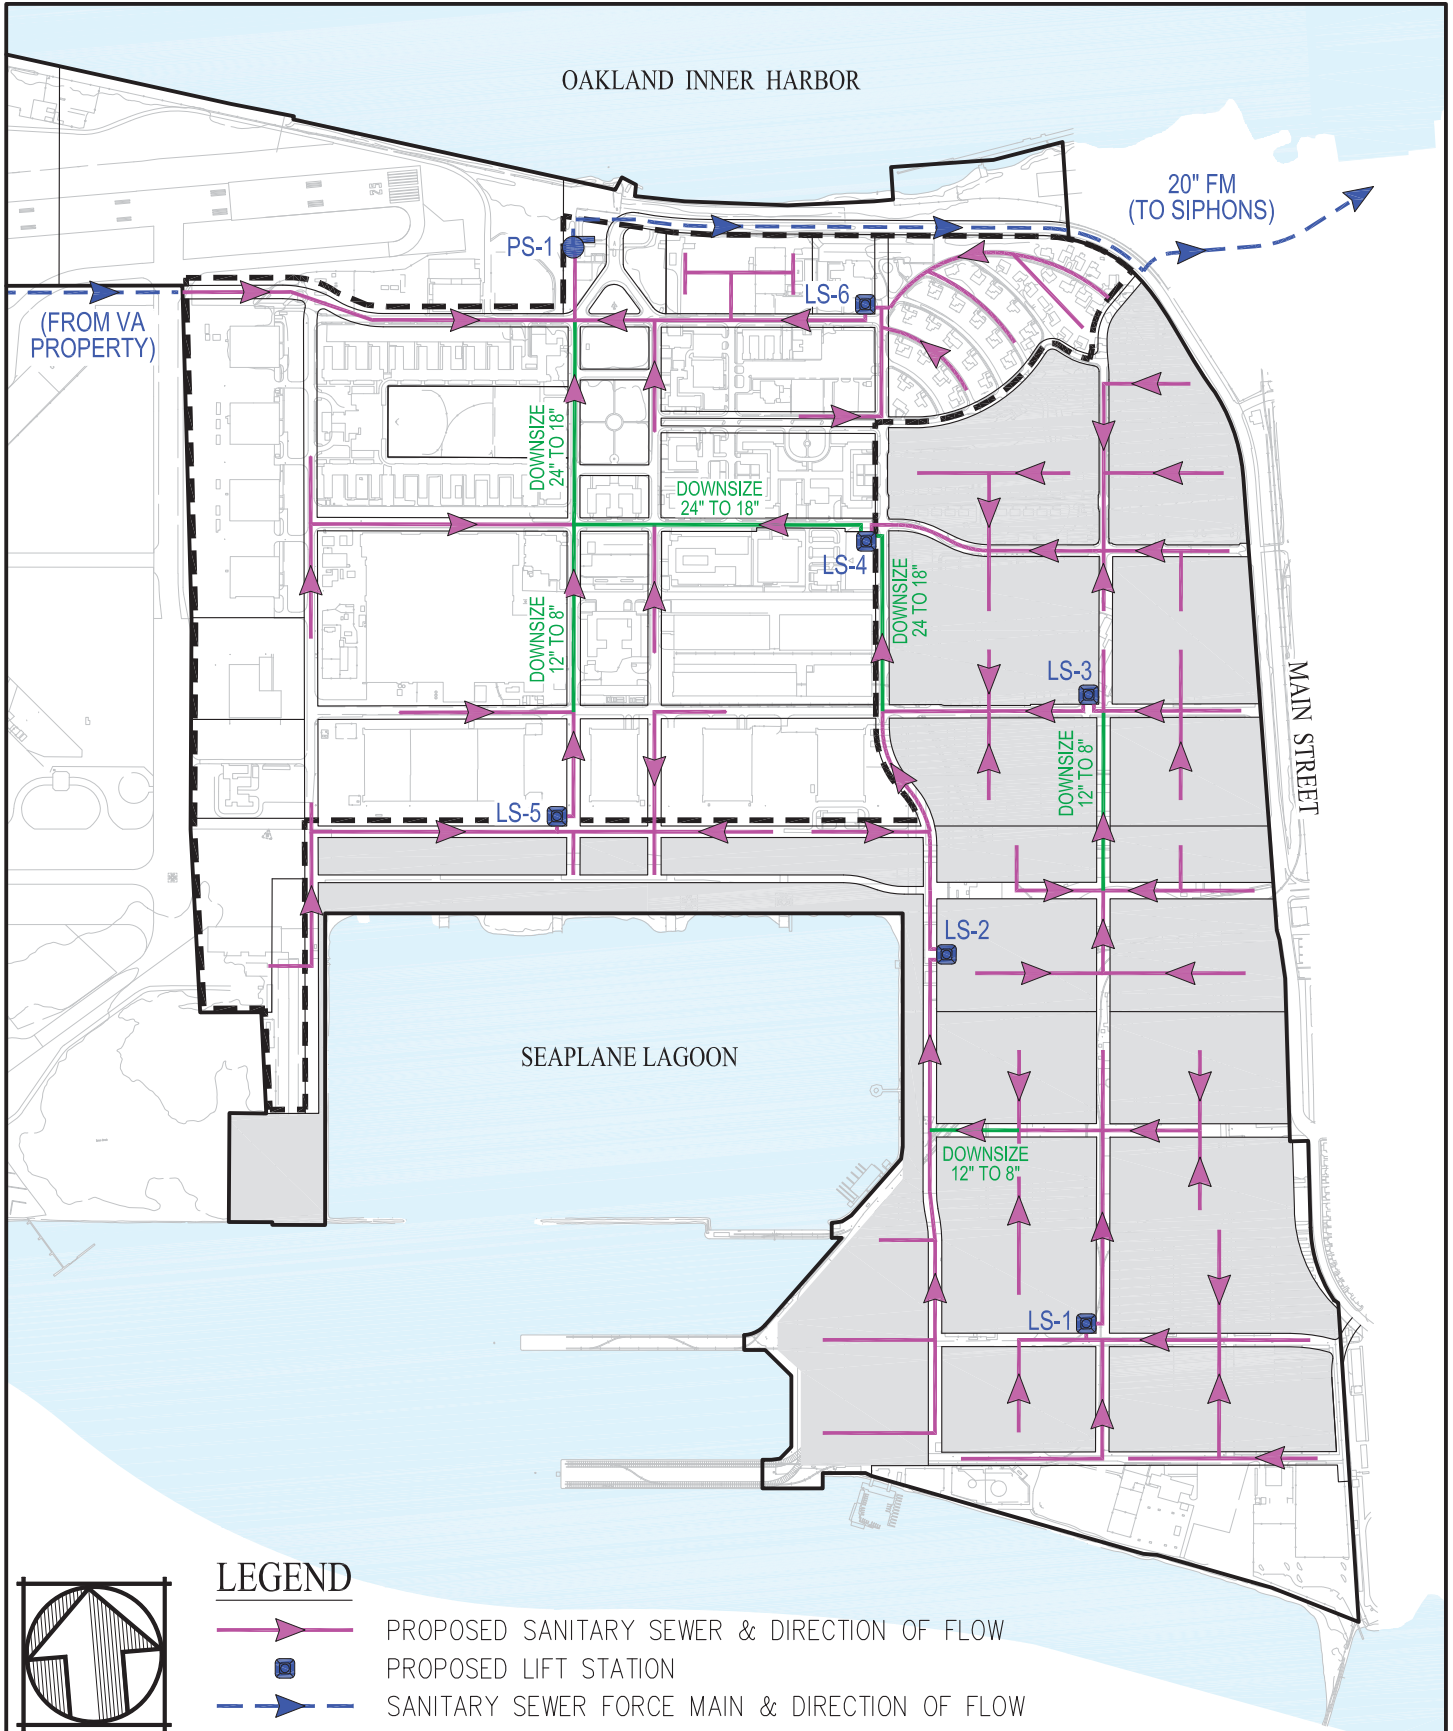 OAKLAND INNER HARBOR
20" FM
(TO SIPHONS)
PS-1
LS-6
(FROM VA
PROPERTY)
DOWNSIZE
24" TO 18"
DOWNSIZE
24" TO 18"
LS-4
DOWNSIZE
24 TO 18"
DOWNSIZE
12" TO 8"
LS-3
MAIN STREET
DOWNSIZE
12" TO 8"
LS-5
LS-2
SEAPLANE LAGOON
DOWNSIZE
12" TO 8"
LS-1
LEGEND
PROPOSED SANITARY SEWER & DIRECTION OF FLOW
PROPOSED LIFT STATION
SANITARY SEWER FORCE MAIN & DIRECTION OF FLOW